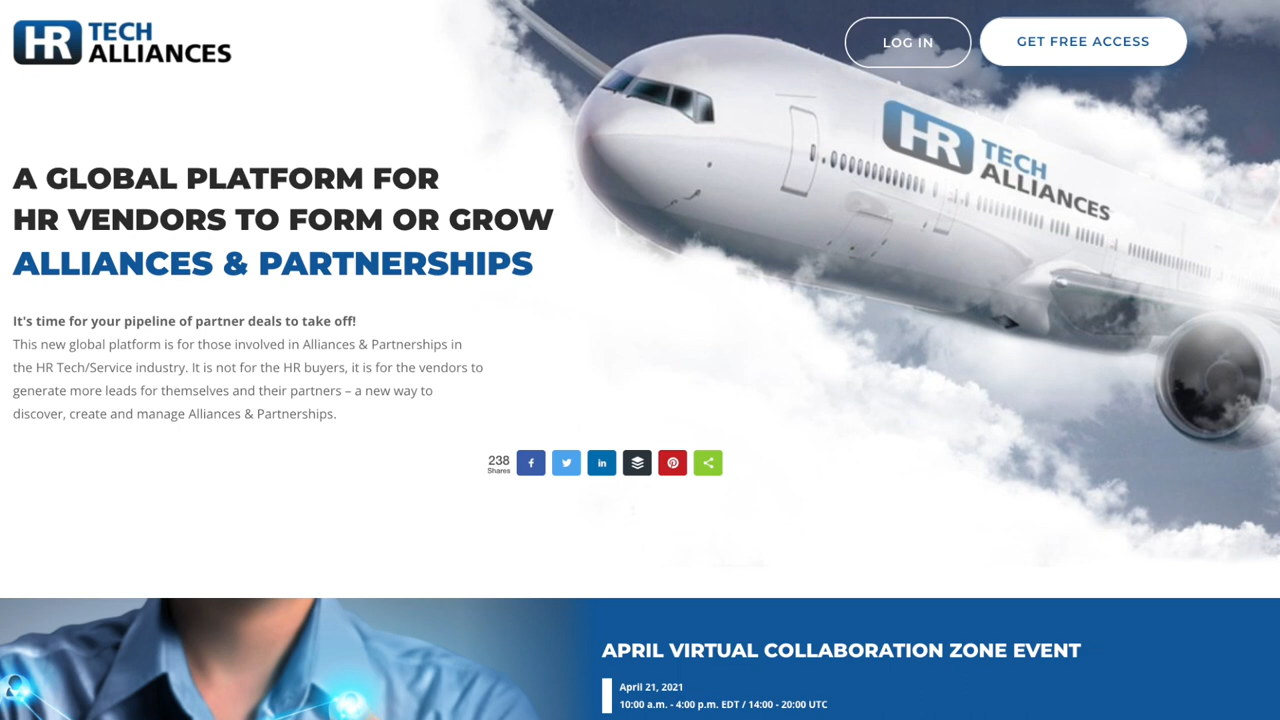 HR TECH
ALLIANCES
LOG IN
GET FREE ACCESS
HR TECH
ALLIANCES
A GLOBAL PLATFORM FOR
HR VENDORS TO FORM OR GROW
ALLIANCES & PARTNERSHIPS
It's time for your pipeline of partner deals to take off!
This new global platform is for those involved in Alliances & Partnerships in
the HR Tech/Service industry. It is not for the HR buyers, it is for the vendors to
generate more leads for themselves and their partners – a new way to
discover, create and manage Alliances & Partnerships.
238
Shares
APRIL VIRTUAL COLLABORATION ZONE EVENT
April 21, 2021
10:00 a.m. - 4:00 p.m. EDT / 14:00 - 20:00 UTC